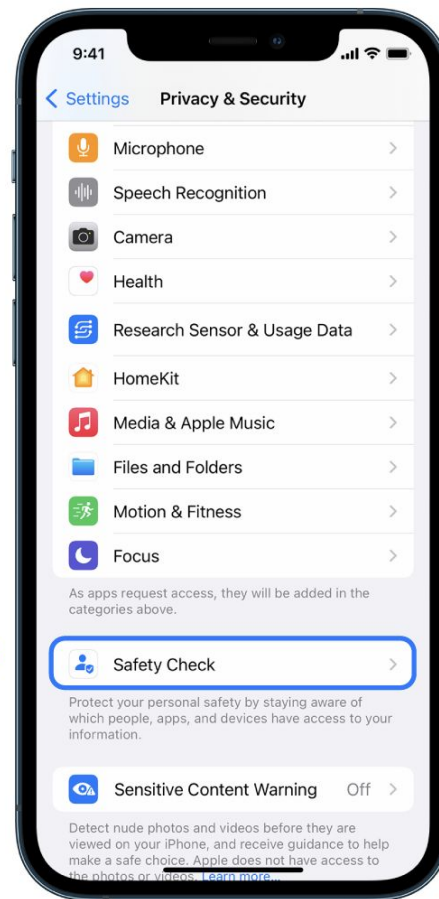 9:41
Settings
Privacy & Security
Microphone
Speech Recognition
Camera
Health
Research Sensor & Usage Data
HomeKit
Media & Apple Music
Files and Folders
Motion & Fitness
Focus
As apps request access, they will be added in the
categories above.
Safety Check
Protect your personal safety by staying aware of
which people, apps, and devices have access to your
information.
Sensitive Content Warning Off
Detect nude photos and videos before they are
viewed on your iPhone, and receive guidance to help
make a safe choice. Apple does not have access to
the photos or videos. Learn more...